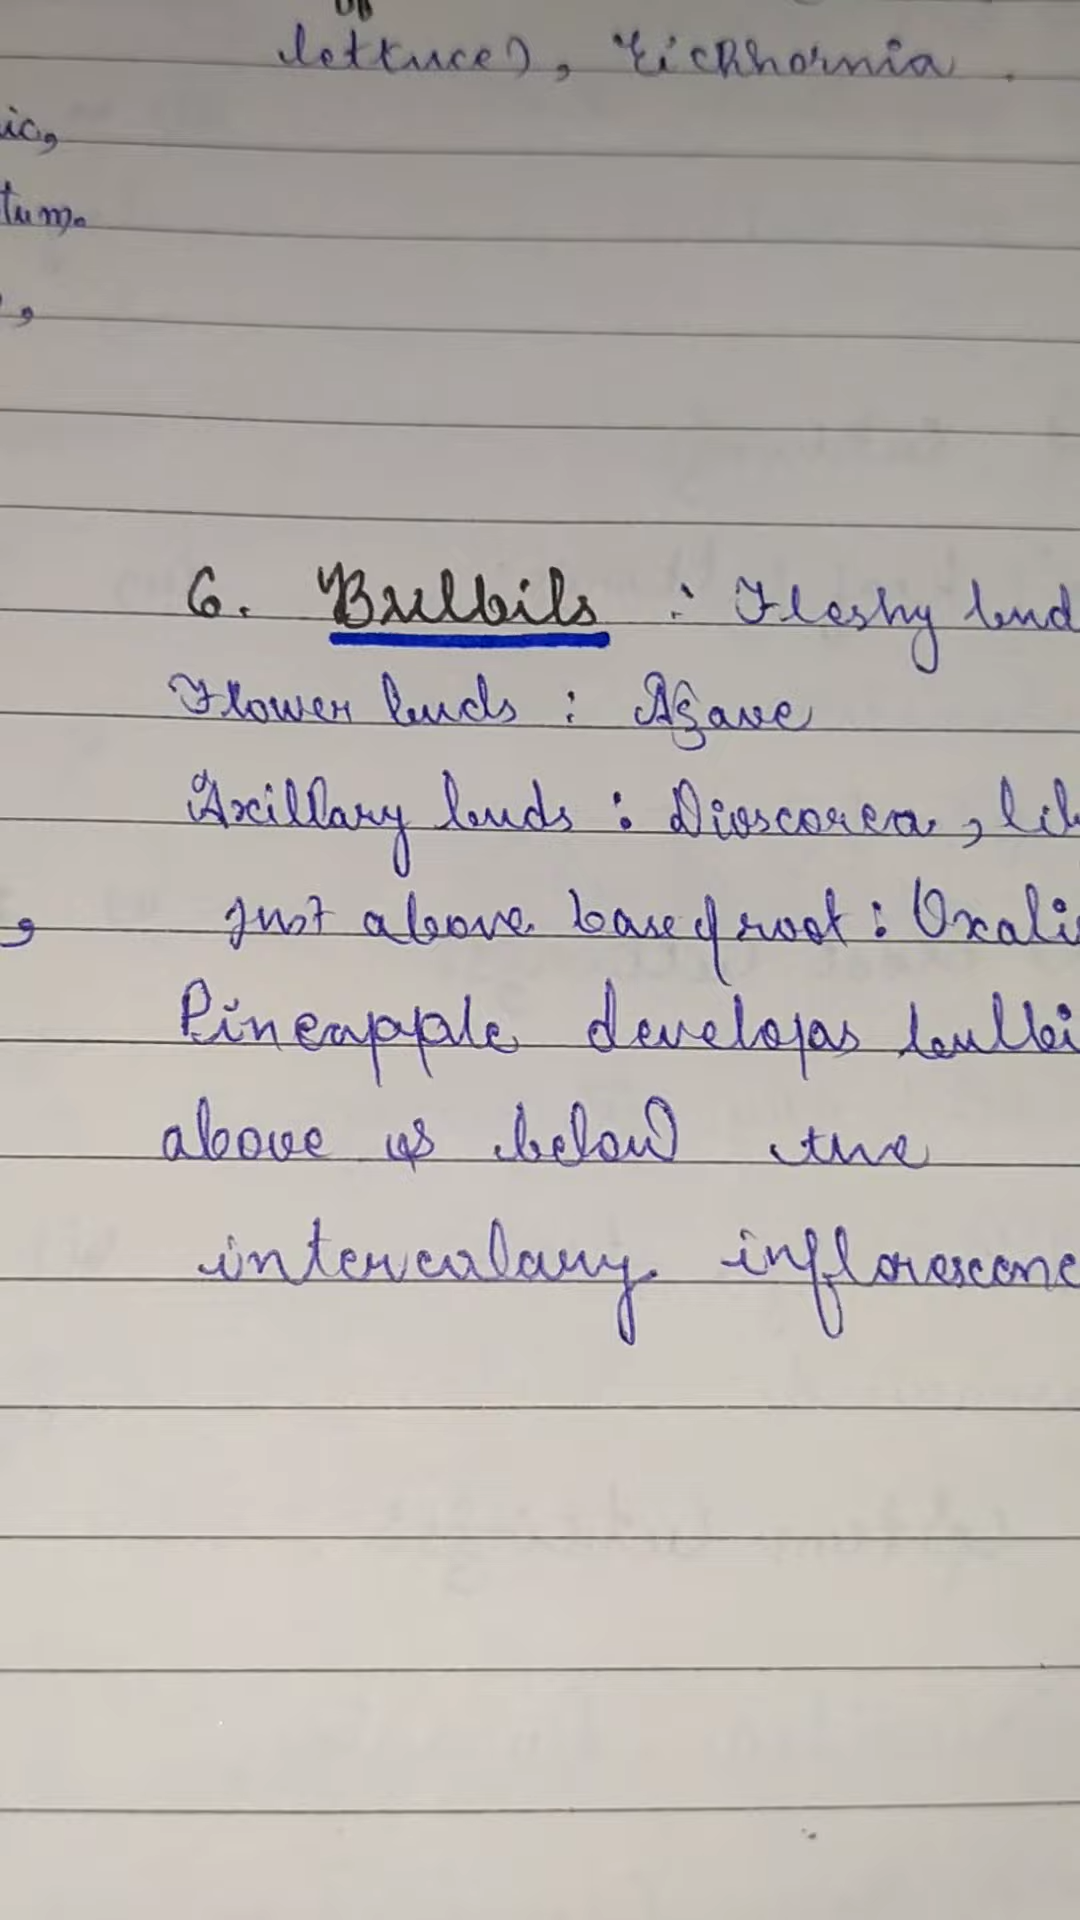 lettuce), Eichhornia.
ic,
tum.
,
6. Bulbils : Fleshy bud
Flower buds : Agave
Axillary buds : Dioscorea, lil
, Just above base of root : Oxali
Pineapple develops bulbi
above & below the
intercalary inflorescenc